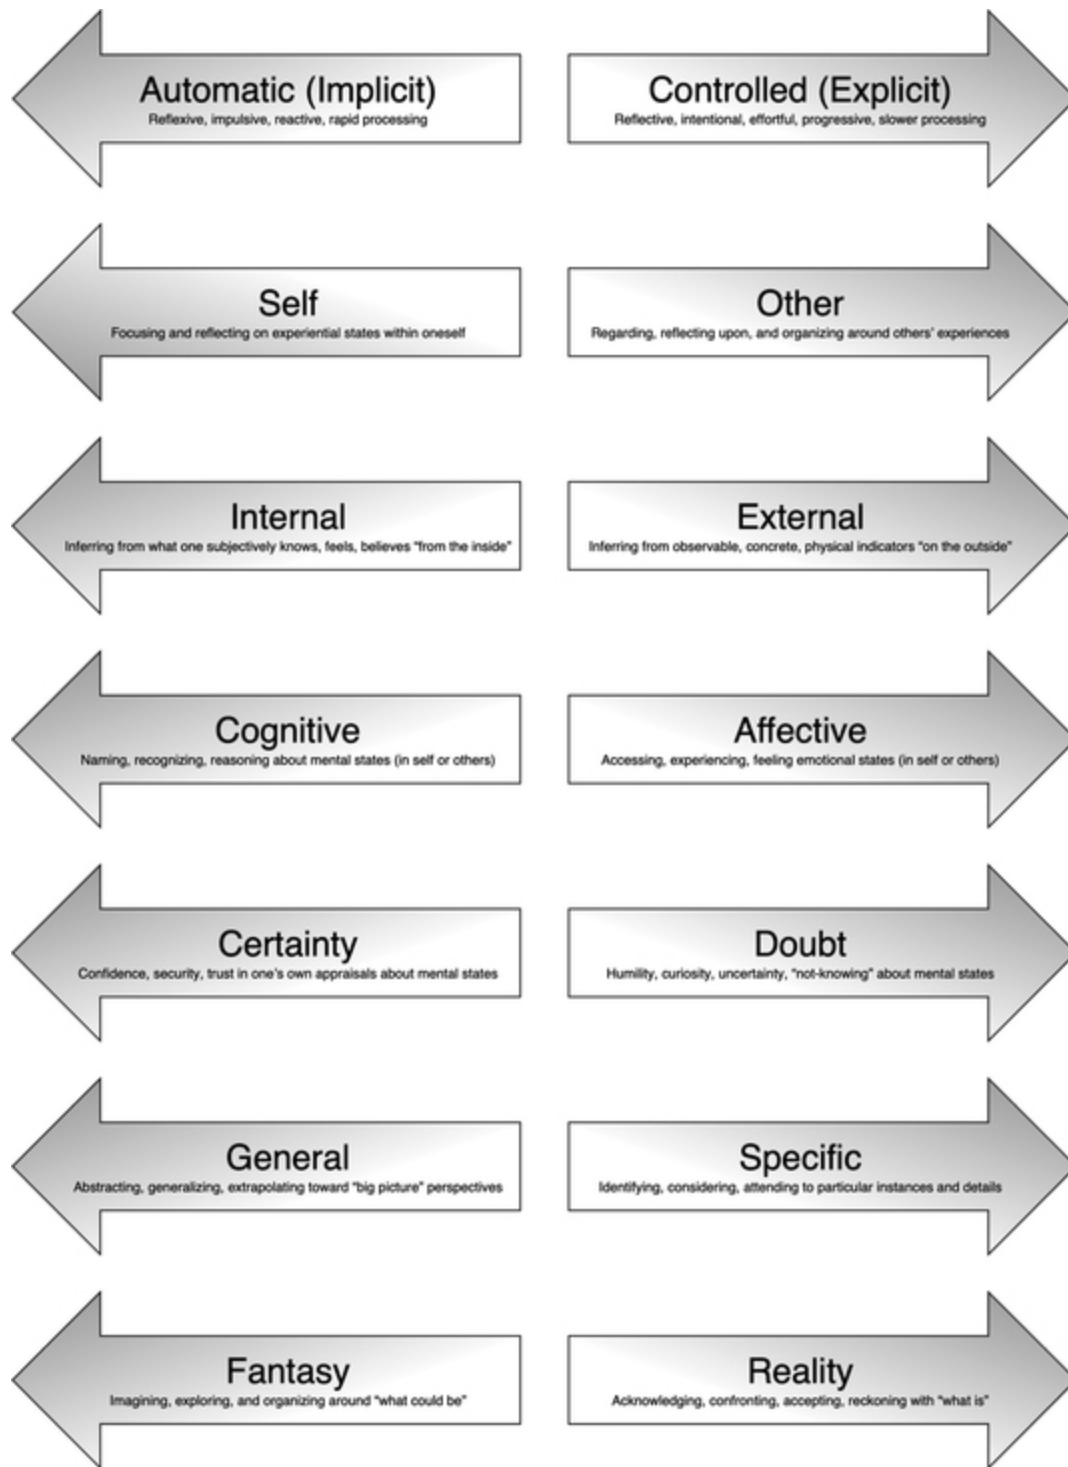 Automatic (Implicit)
Reflexive, impulsive, reactive, rapid processing
Controlled (Explicit)
Reflective, intentional, effortful, progressive, slower processing
Self
Focusing and reflecting on experiential states within oneself
Other
Regarding, reflecting upon, and organizing around others' experiences
Internal
Inferring from what one subjectively knows, feels, believes "from the inside"
External
Inferring from observable, concrete, physical indicators "on the outside"
Cognitive
Naming, recognizing, reasoning about mental states (in self or others)
Affective
Accessing, experiencing, feeling emotional states (in self or others)
Certainty
Confidence, security, trust in one's own appraisals about mental states
Doubt
Humility, curiosity, uncertainty, "not-knowing" about mental states
General
Abstracting, generalizing, extrapolating toward "big picture" perspectives
Specific
Identifying, considering, attending to particular instances and details
Fantasy
Imagining, exploring, and organizing around "what could be"
Reality
Acknowledging, confronting, accepting, reckoning with "what is"